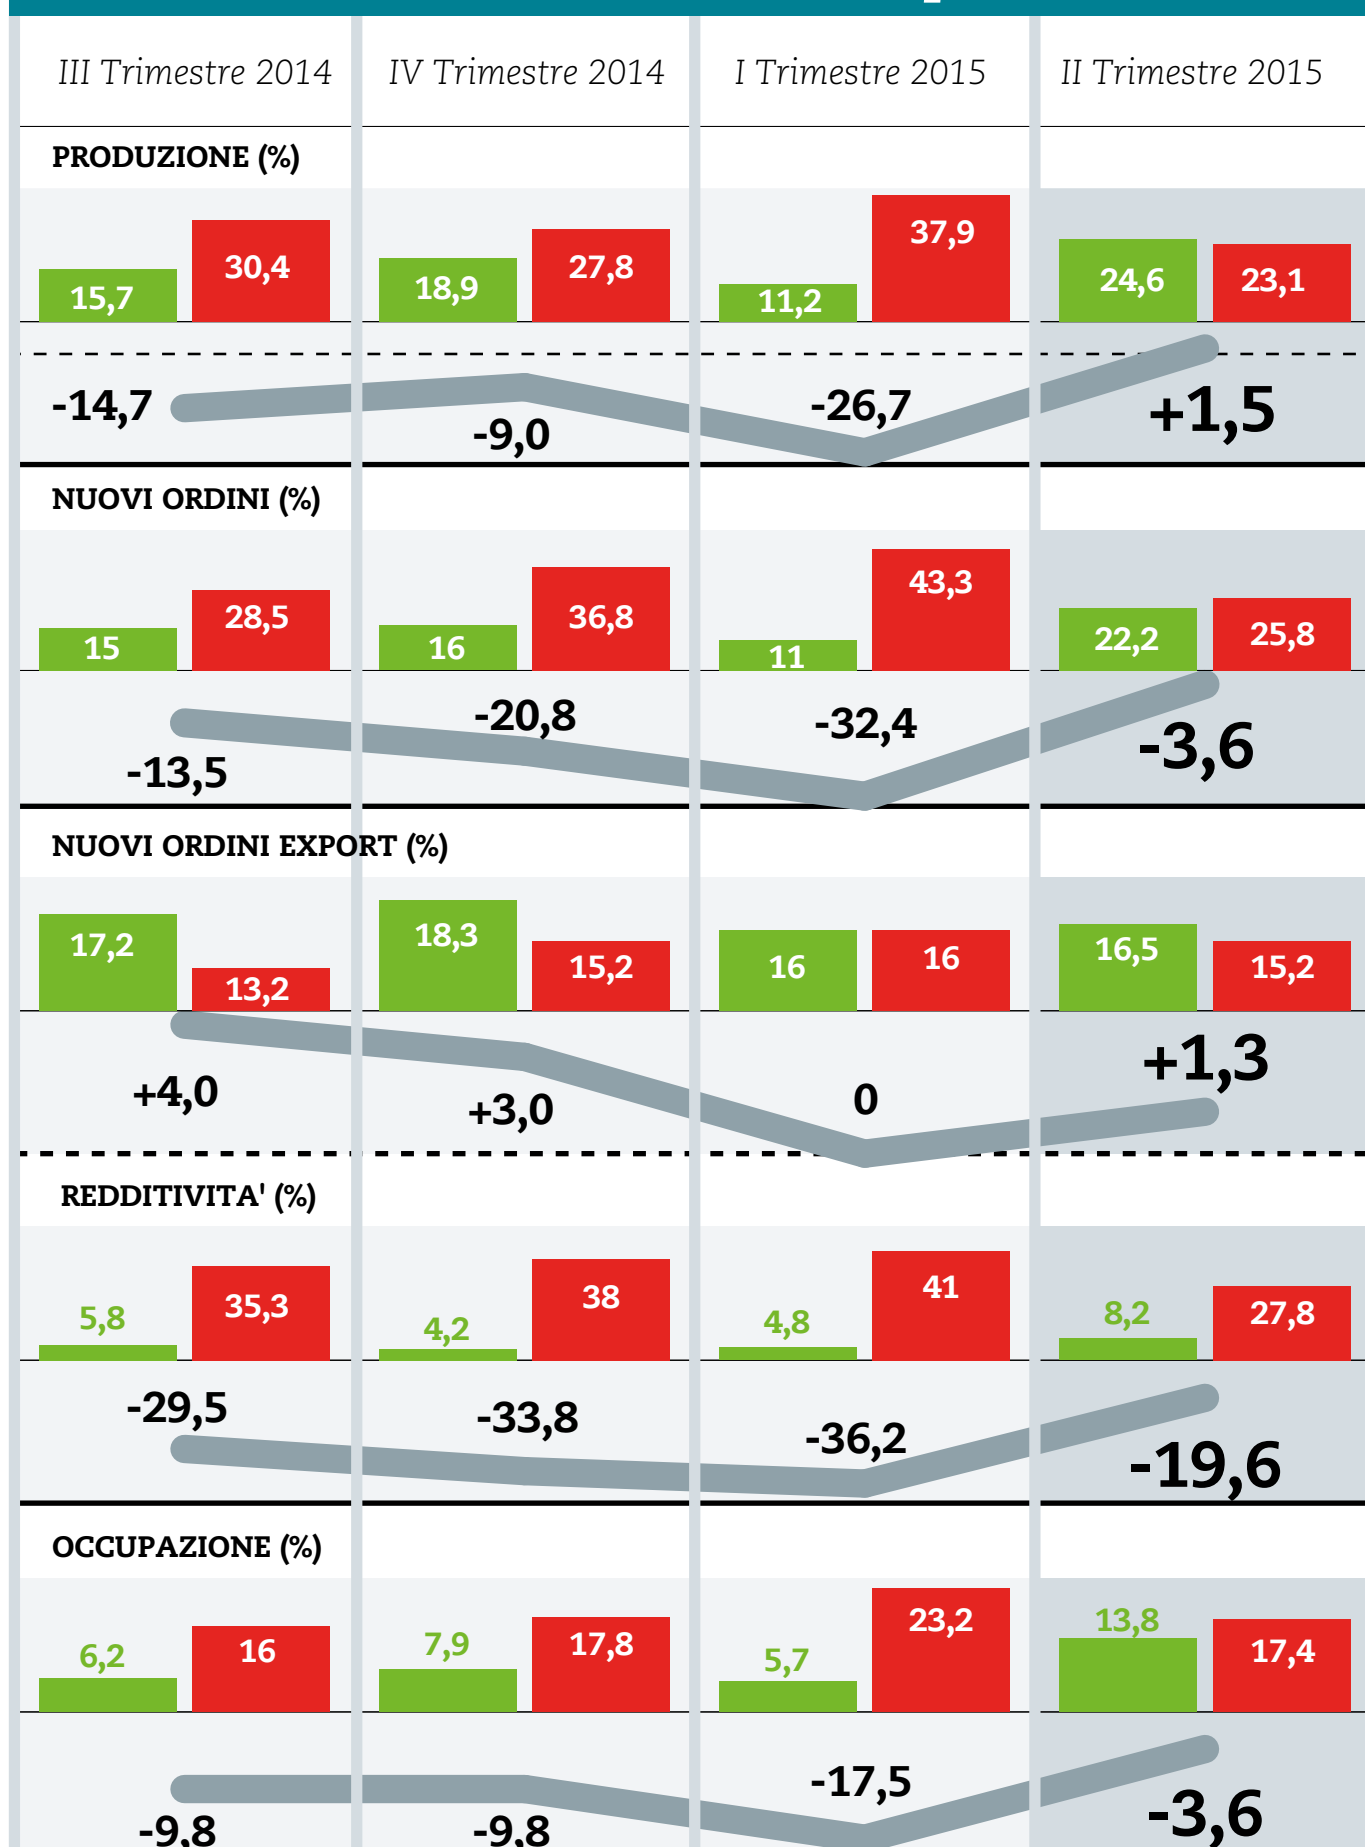 III Trimestre 2014 IV Trimestre 2014 I Trimestre 2015 II Trimestre 2015
PRODUZIONE (%)
15,7 30,4 18,9 27,8 11,2 37,9 24,6 23,1
-14,7 -9,0 -26,7 +1,5
NUOVI ORDINI (%)
15 28,5 16 36,8 11 43,3 22,2 25,8
-13,5 -20,8 -32,4 -3,6
NUOVI ORDINI EXPORT (%)
17,2 13,2 18,3 15,2 16 16 16,5 15,2
+4,0 +3,0 0 +1,3
REDDITIVITA' (%)
5,8 35,3 4,2 38 4,8 41 8,2 27,8
-29,5 -33,8 -36,2 -19,6
OCCUPAZIONE (%)
6,2 16 7,9 17,8 5,7 23,2 13,8 17,4
-9,8 -9,8 -17,5 -3,6